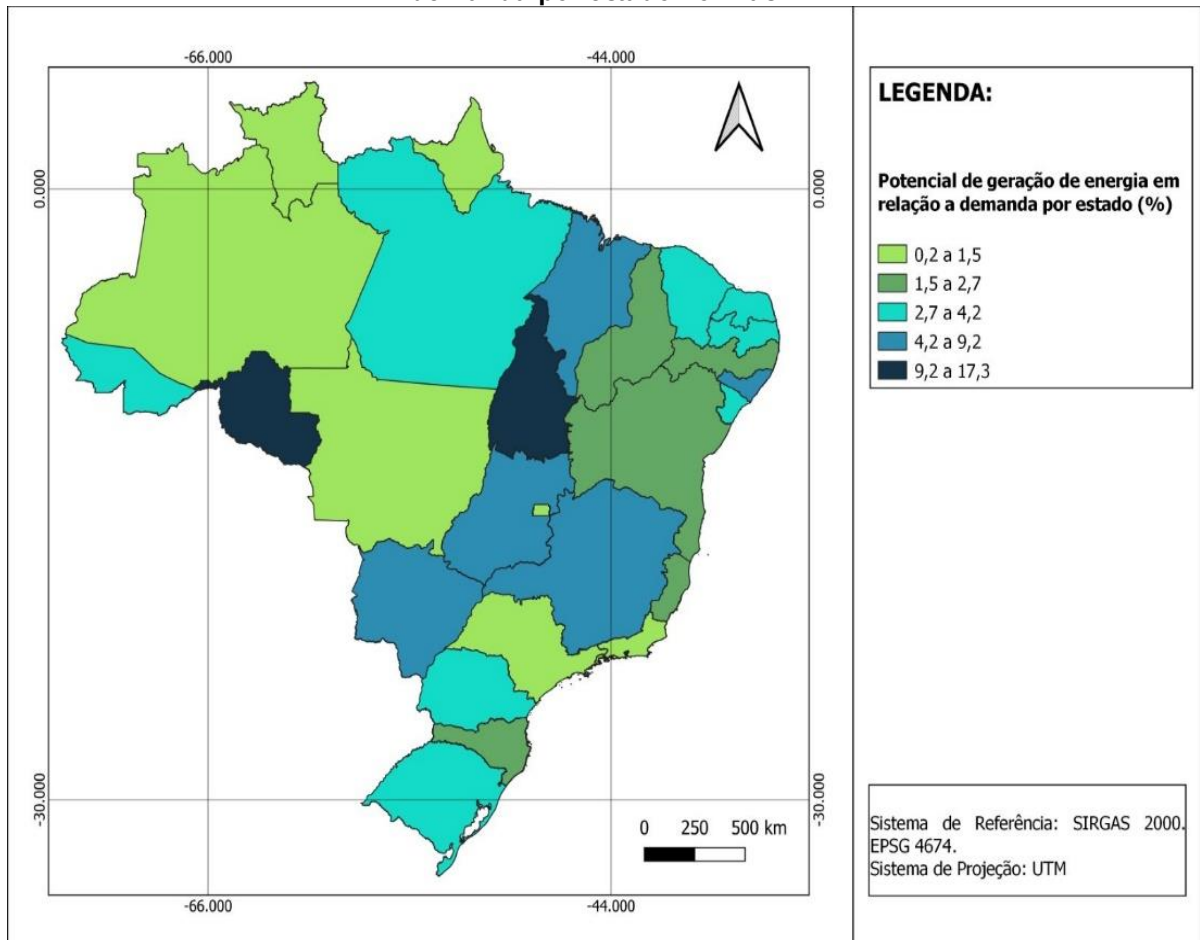 -66.000
-44.000
0.000
0.000
-30.000
-30.000
0 250 500 km
-66.000
-44.000
LEGENDA:
Potencial de geração de energia em
relação a demanda por estado (%)
0,2 a 1,5
1,5 a 2,7
2,7 a 4,2
4,2 a 9,2
9,2 a 17,3
Sistema de Referência: SIRGAS 2000.
EPSG 4674.
Sistema de Projeção: UTM